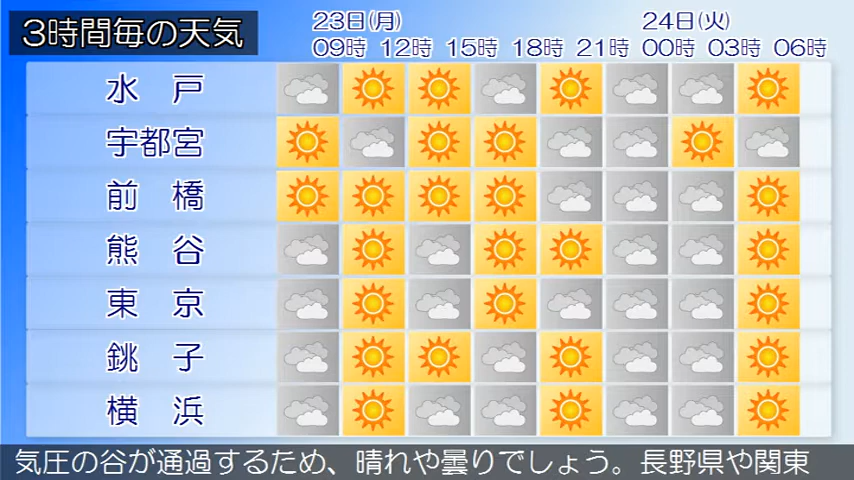 3時間毎の天気
23日(月) 24日(火)
09時 12時 15時 18時 21時 00時 03時 06時
水戸
宇都宮
前橋
熊谷
東京
銚子
横浜
気圧の谷が通過するため、晴れや曇りでしょう。長野県や関東